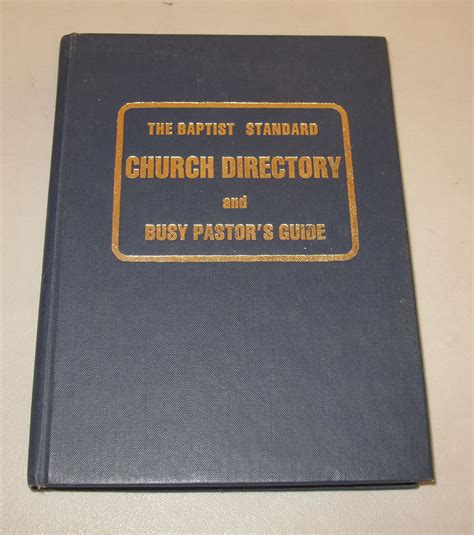 THE BAPTIST STANDARD
CHURCH DIRECTORY
and
BUSY PASTOR'S GUIDE